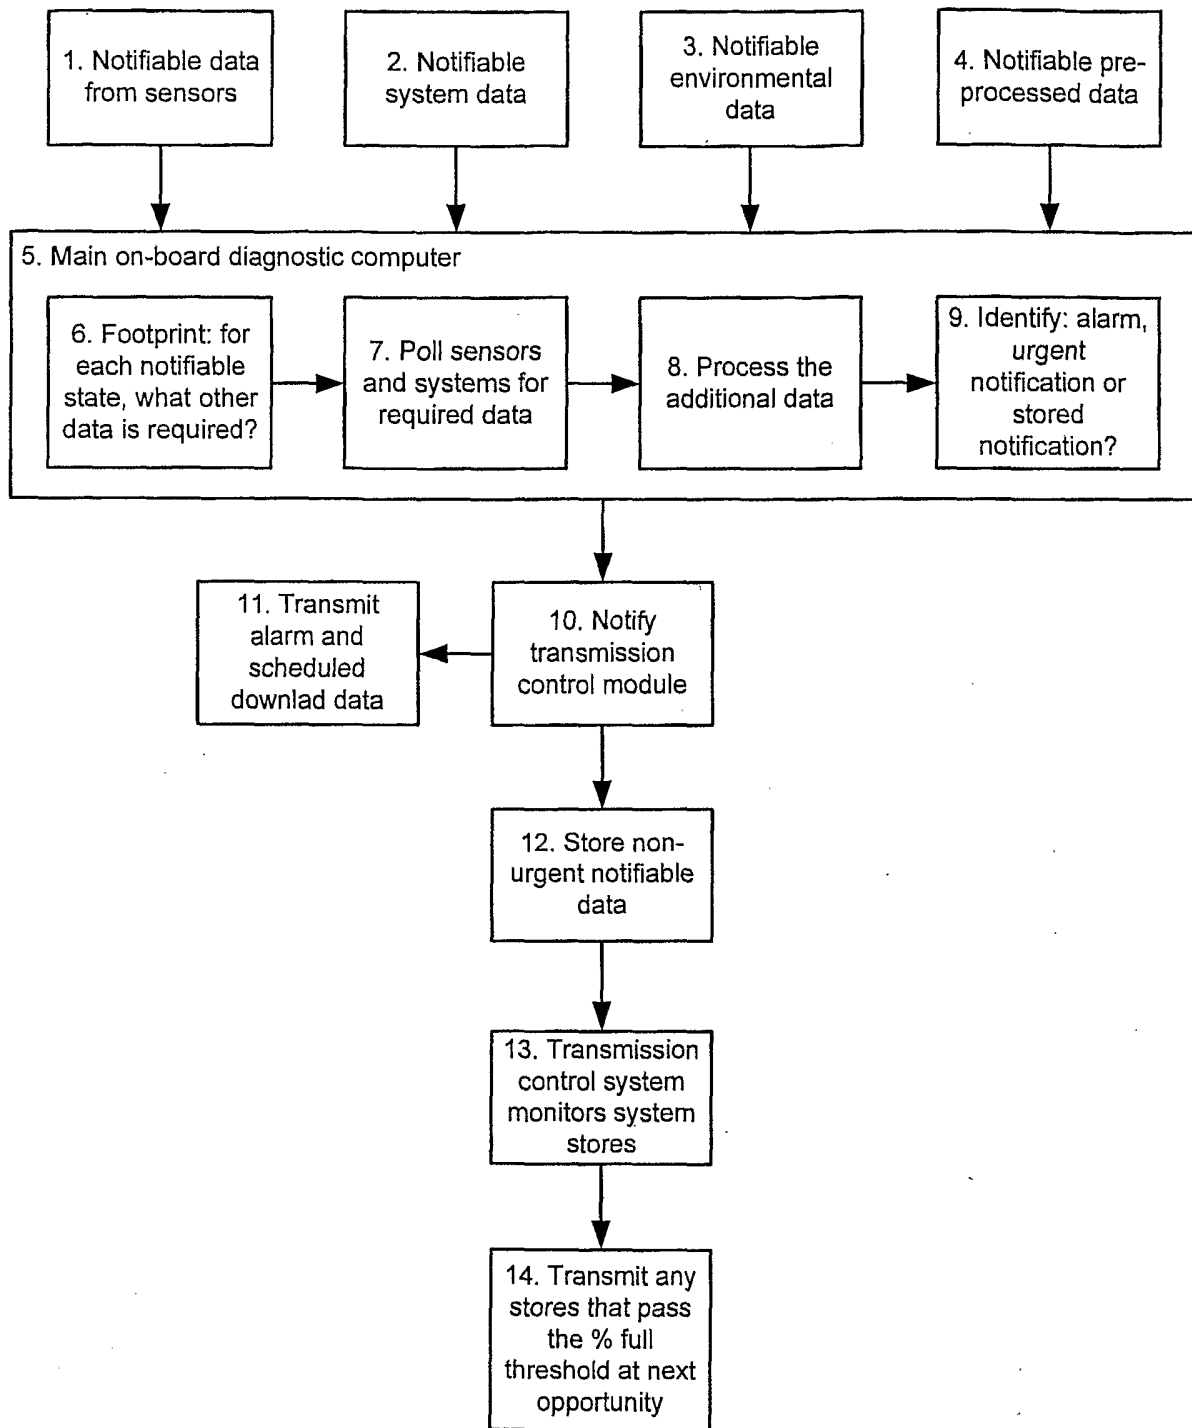 1. Notifiable data
from sensors
2. Notifiable
system data
3. Notifiable
environmental
data
4. Notifiable pre-
processed data
5. Main on-board diagnostic computer
6. Footprint: for
each notifiable
state, what other
data is required?
7. Poll sensors
and systems for
required data
8. Process the
additional data
9. Identify: alarm,
urgent
notification or
stored
notification?
11. Transmit
alarm and
scheduled
downlad data
10. Notify
transmission
control module
12. Store non-
urgent notifiable
data
13. Transmission
control system
monitors system
stores
14. Transmit any
stores that pass
the % full
threshold at next
opportunity